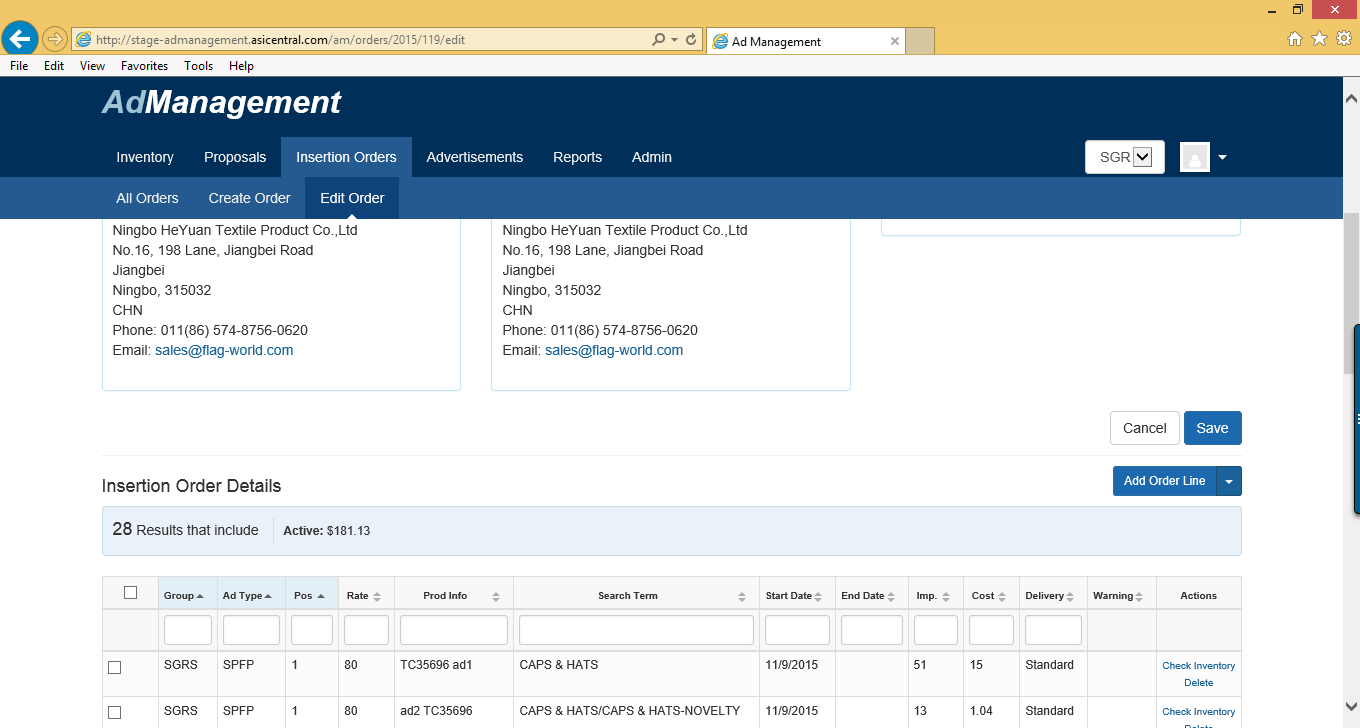 http://stage-admanagement.asicentral.com/am/orders/2015/119/edit
Ad Management
File Edit View Favorites Tools Help
AdManagement
Inventory Proposals Insertion Orders Advertisements Reports Admin SGR
All Orders Create Order Edit Order
Ningbo HeYuan Textile Product Co.,Ltd
No.16, 198 Lane, Jiangbei Road
Jiangbei
Ningbo, 315032
CHN
Phone: 011(86) 574-8756-0620
Email: sales@flag-world.com
Ningbo HeYuan Textile Product Co.,Ltd
No.16, 198 Lane, Jiangbei Road
Jiangbei
Ningbo, 315032
CHN
Phone: 011(86) 574-8756-0620
Email: sales@flag-world.com
Cancel Save
Insertion Order Details Add Order Line
28 Results that include Active: $181.13
Group Ad Type Pos Rate Prod Info Search Term Start Date End Date Imp. Cost Delivery Warning Actions
SGRS SPFP 1 80 TC35696 ad1 CAPS & HATS 11/9/2015 51 15 Standard Check Inventory
Delete
SGRS SPFP 1 80 ad2 TC35696 CAPS & HATS/CAPS & HATS-NOVELTY 11/9/2015 13 1.04 Standard Check Inventory
Delete